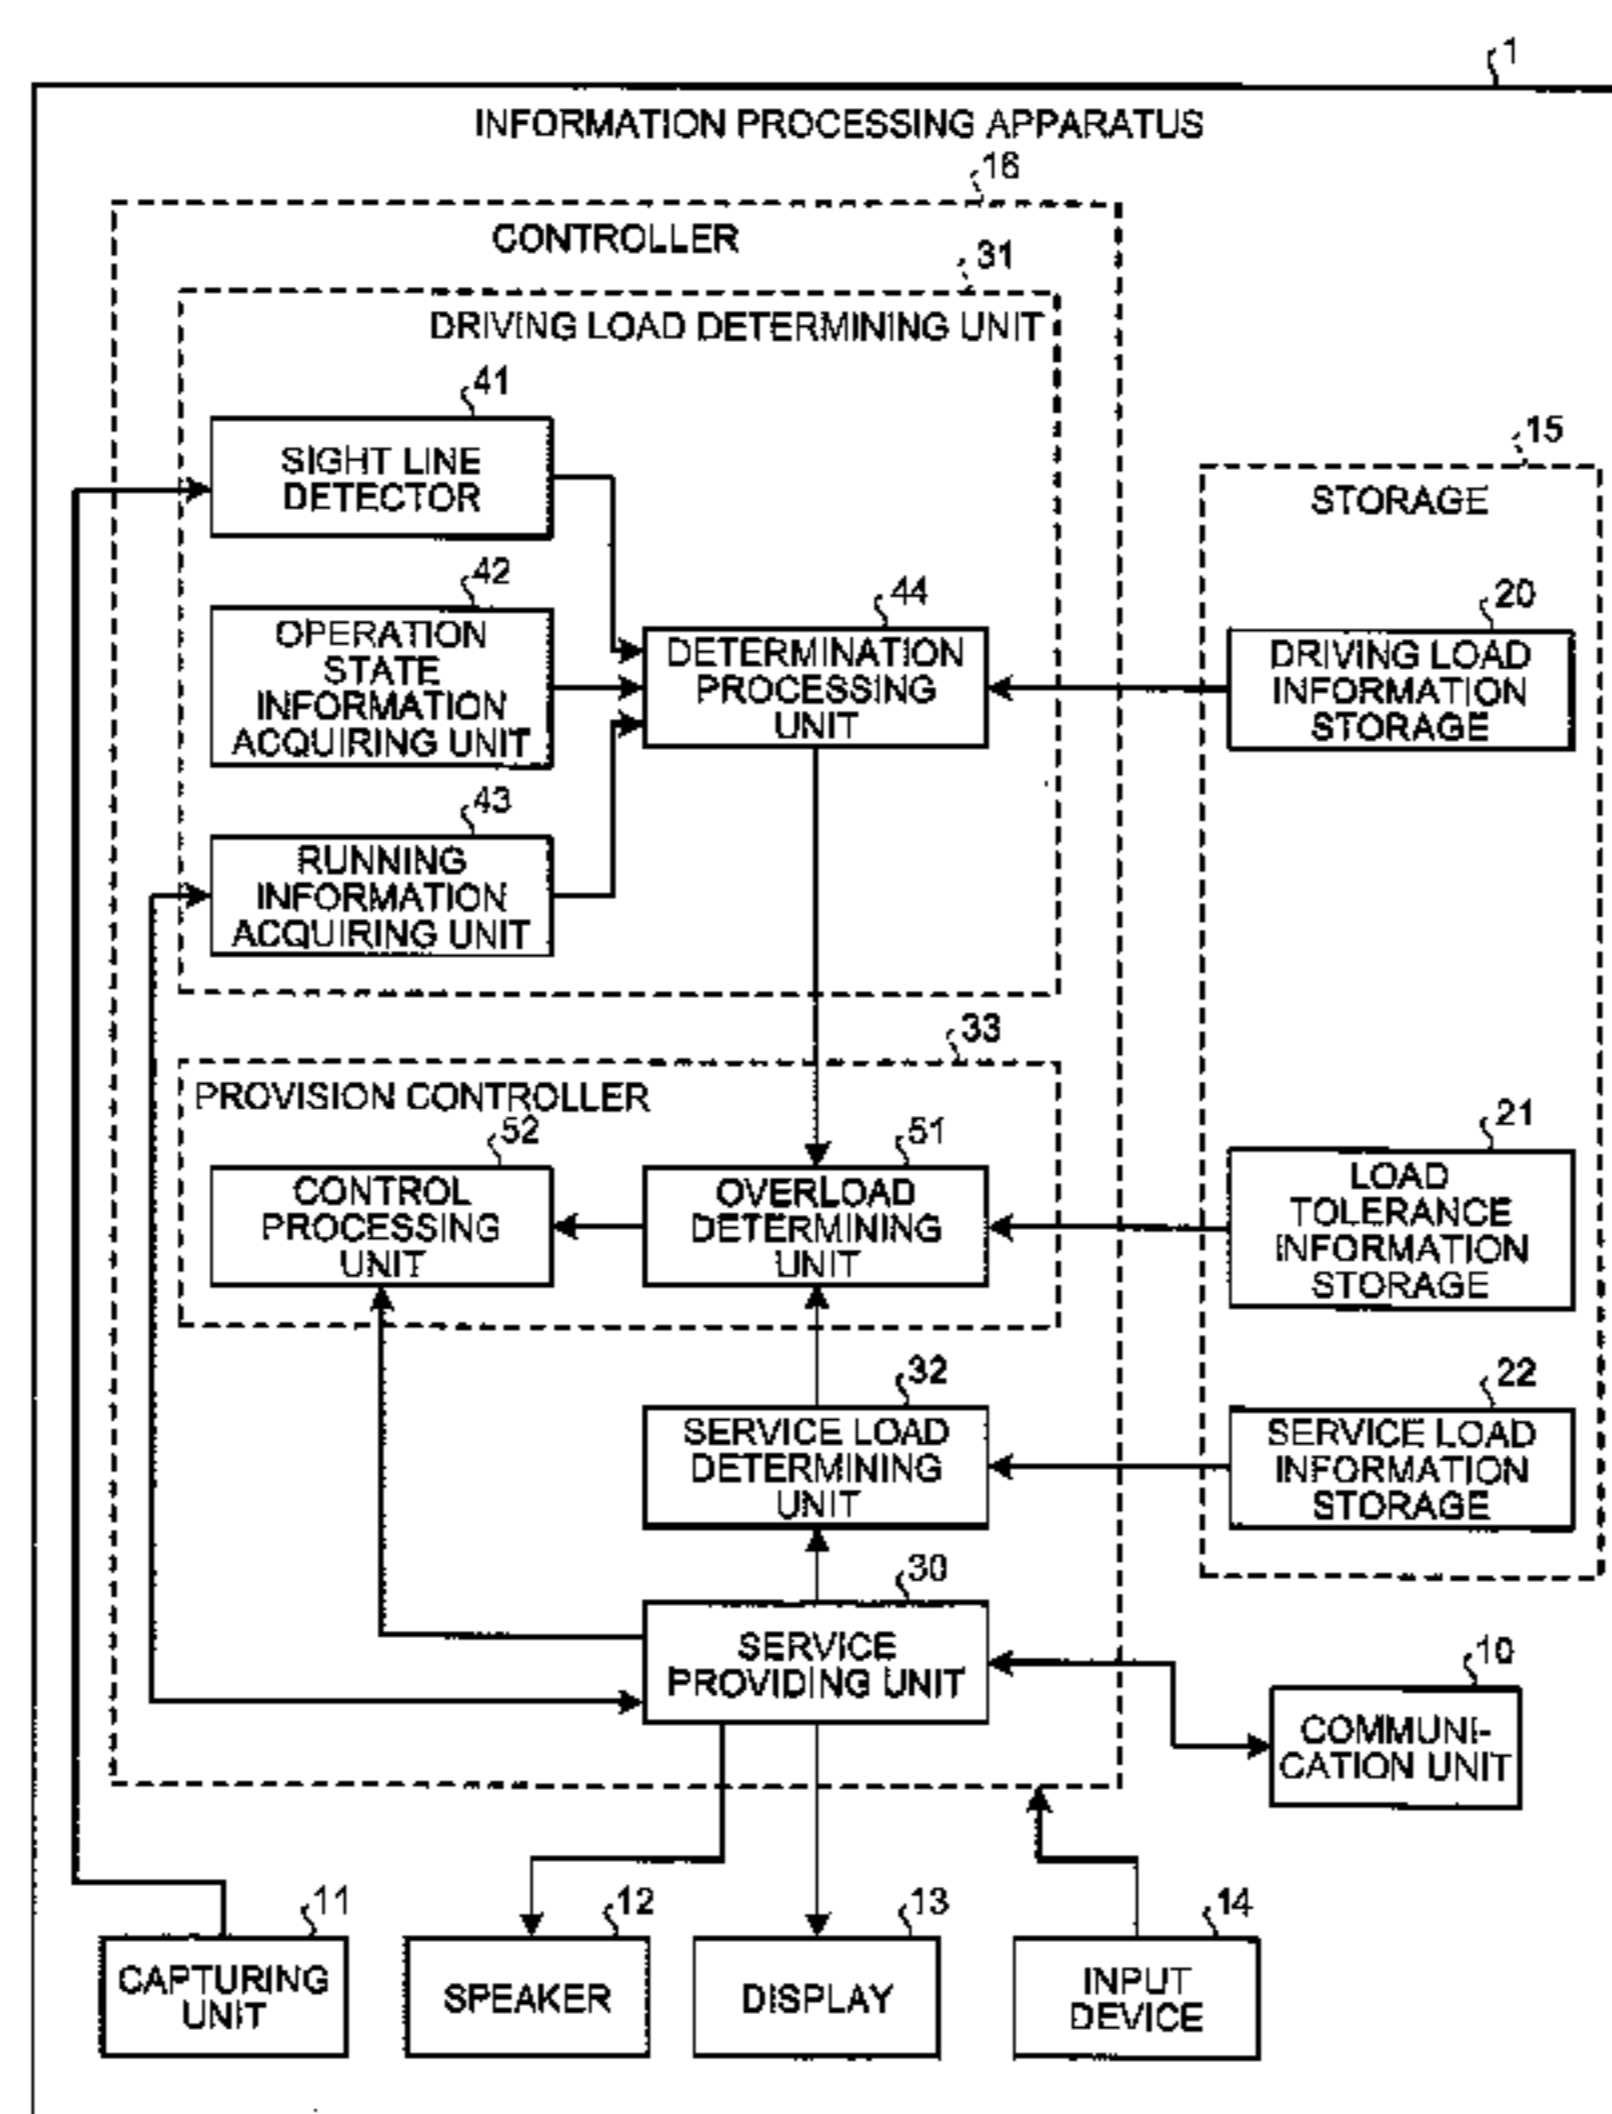 1
INFORMATION PROCESSING APPARATUS
16
CONTROLLER
31
DRIVING LOAD DETERMINING UNIT
41
SIGHT LINE
DETECTOR
42
OPERATION
STATE
INFORMATION
ACQUIRING UNIT
43
RUNNING
INFORMATION
ACQUIRING UNIT
44
DETERMINATION
PROCESSING
UNIT
15
STORAGE
20
DRIVING LOAD
INFORMATION
STORAGE
33
PROVISION CONTROLLER
52
CONTROL
PROCESSING
UNIT
51
OVERLOAD
DETERMINING
UNIT
21
LOAD
TOLERANCE
INFORMATION
STORAGE
32
SERVICE LOAD
DETERMINING
UNIT
22
SERVICE LOAD
INFORMATION
STORAGE
30
SERVICE
PROVIDING UNIT
10
COMMUNI-
CATION UNIT
11
CAPTURING
UNIT
12
SPEAKER
13
DISPLAY
14
INPUT
DEVICE